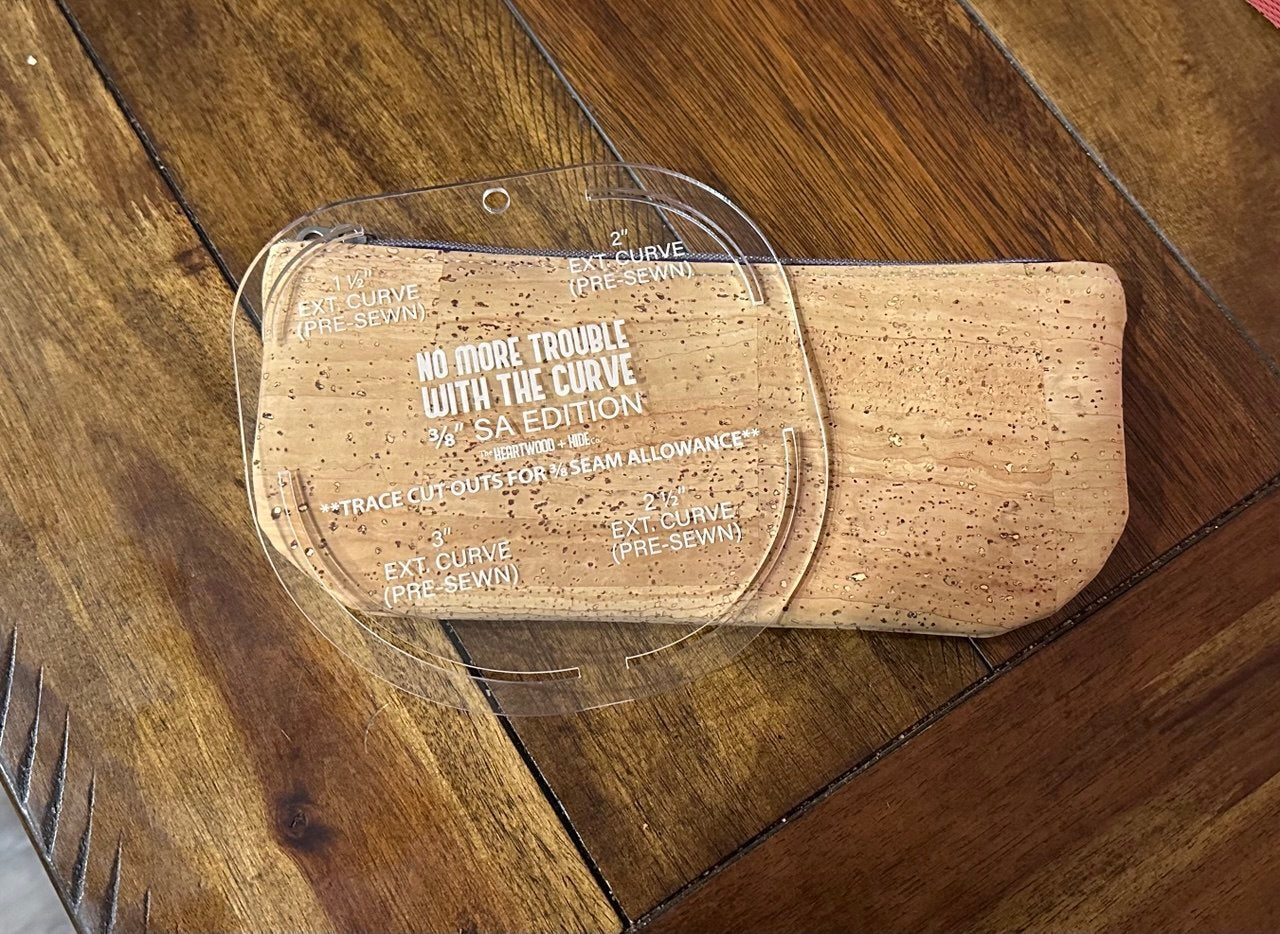 1 ½"
EXT. CURVE
(PRE-SEWN)
2"
EXT. CURVE
(PRE-SEWN)
NO MORE TROUBLE
WITH THE CURVE
⅜" SA EDITION
The HEARTWOOD + HIDE co
**TRACE CUT-OUTS FOR ⅜ SEAM ALLOWANCE**
3"
EXT. CURVE
(PRE-SEWN)
2 ½"
EXT. CURVE
(PRE-SEWN)